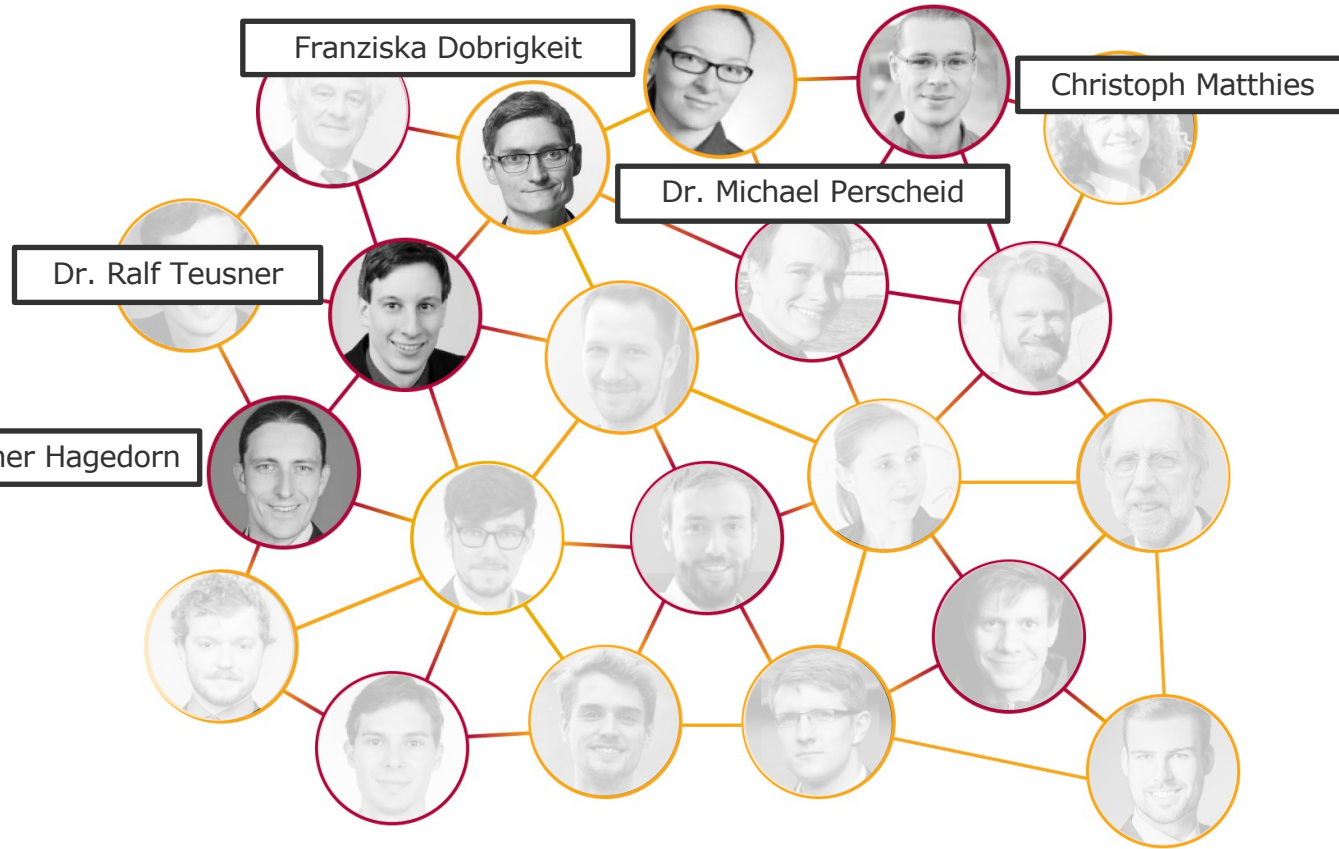 Franziska Dobrigkeit
Christoph Matthies
Dr. Michael Perscheid
Dr. Ralf Teusner
ner Hagedorn